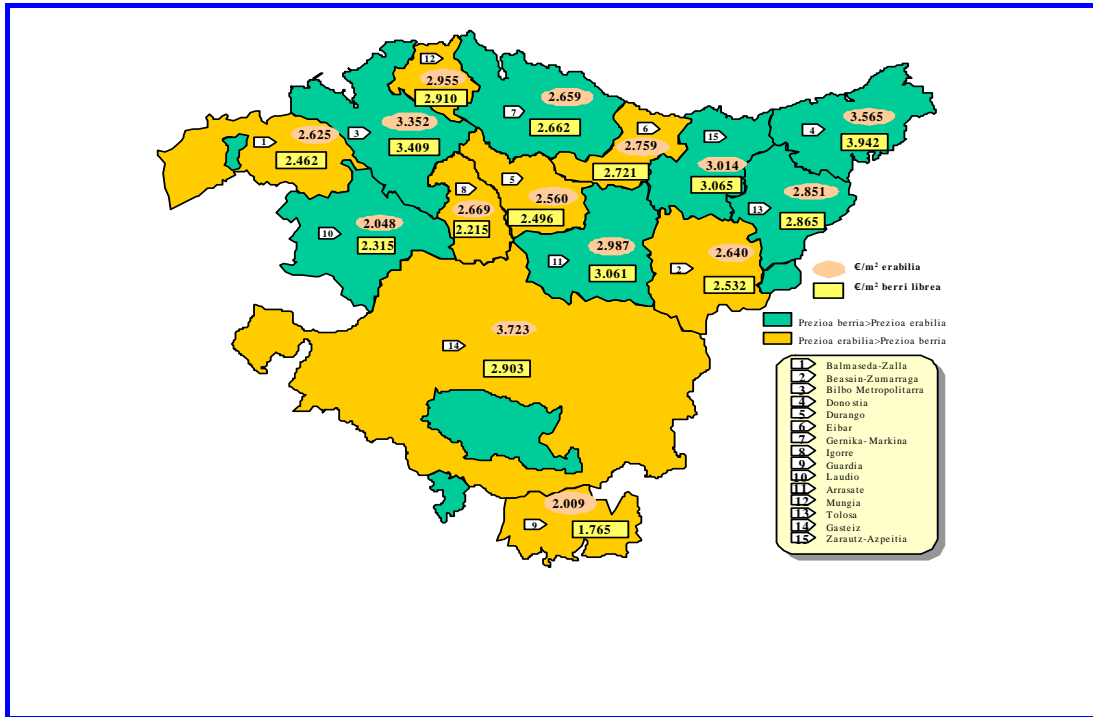 12
2.955
2.910
7
2.659
2.662
6
2.759
2.721
15
3.014
3.065
4
3.565
3.942
3
3.352
3.409
1
2.625
2.462
8
2.669
2.215
5
2.560
2.496
13
2.851
2.865
10
2.048
2.315
11
2.987
3.061
2
2.640
2.532
14
3.723
2.903
9
2.009
1.765
€/m² erabilia
€/m² berri librea
Prezioa berria>Prezioa erabilia
Prezioa erabilia>Prezioa berria
1 Balmaseda-Zalla
2 Beasain-Zumarraga
3 Bilbo Metropolitarra
4 Donostia
5 Durango
6 Eibar
7 Gernika-Markina
8 Igorre
9 Guardia
10 Laudio
11 Arrasate
12 Mungia
13 Tolosa
14 Gasteiz
15 Zarautz-Azpeitia